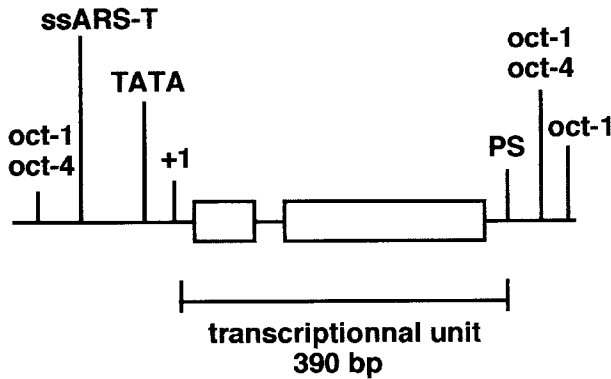 ssARS-T
oct-1
oct-4
TATA
oct-1
oct-1
oct-4
+1
PS
transcriptionnal unit
390 bp